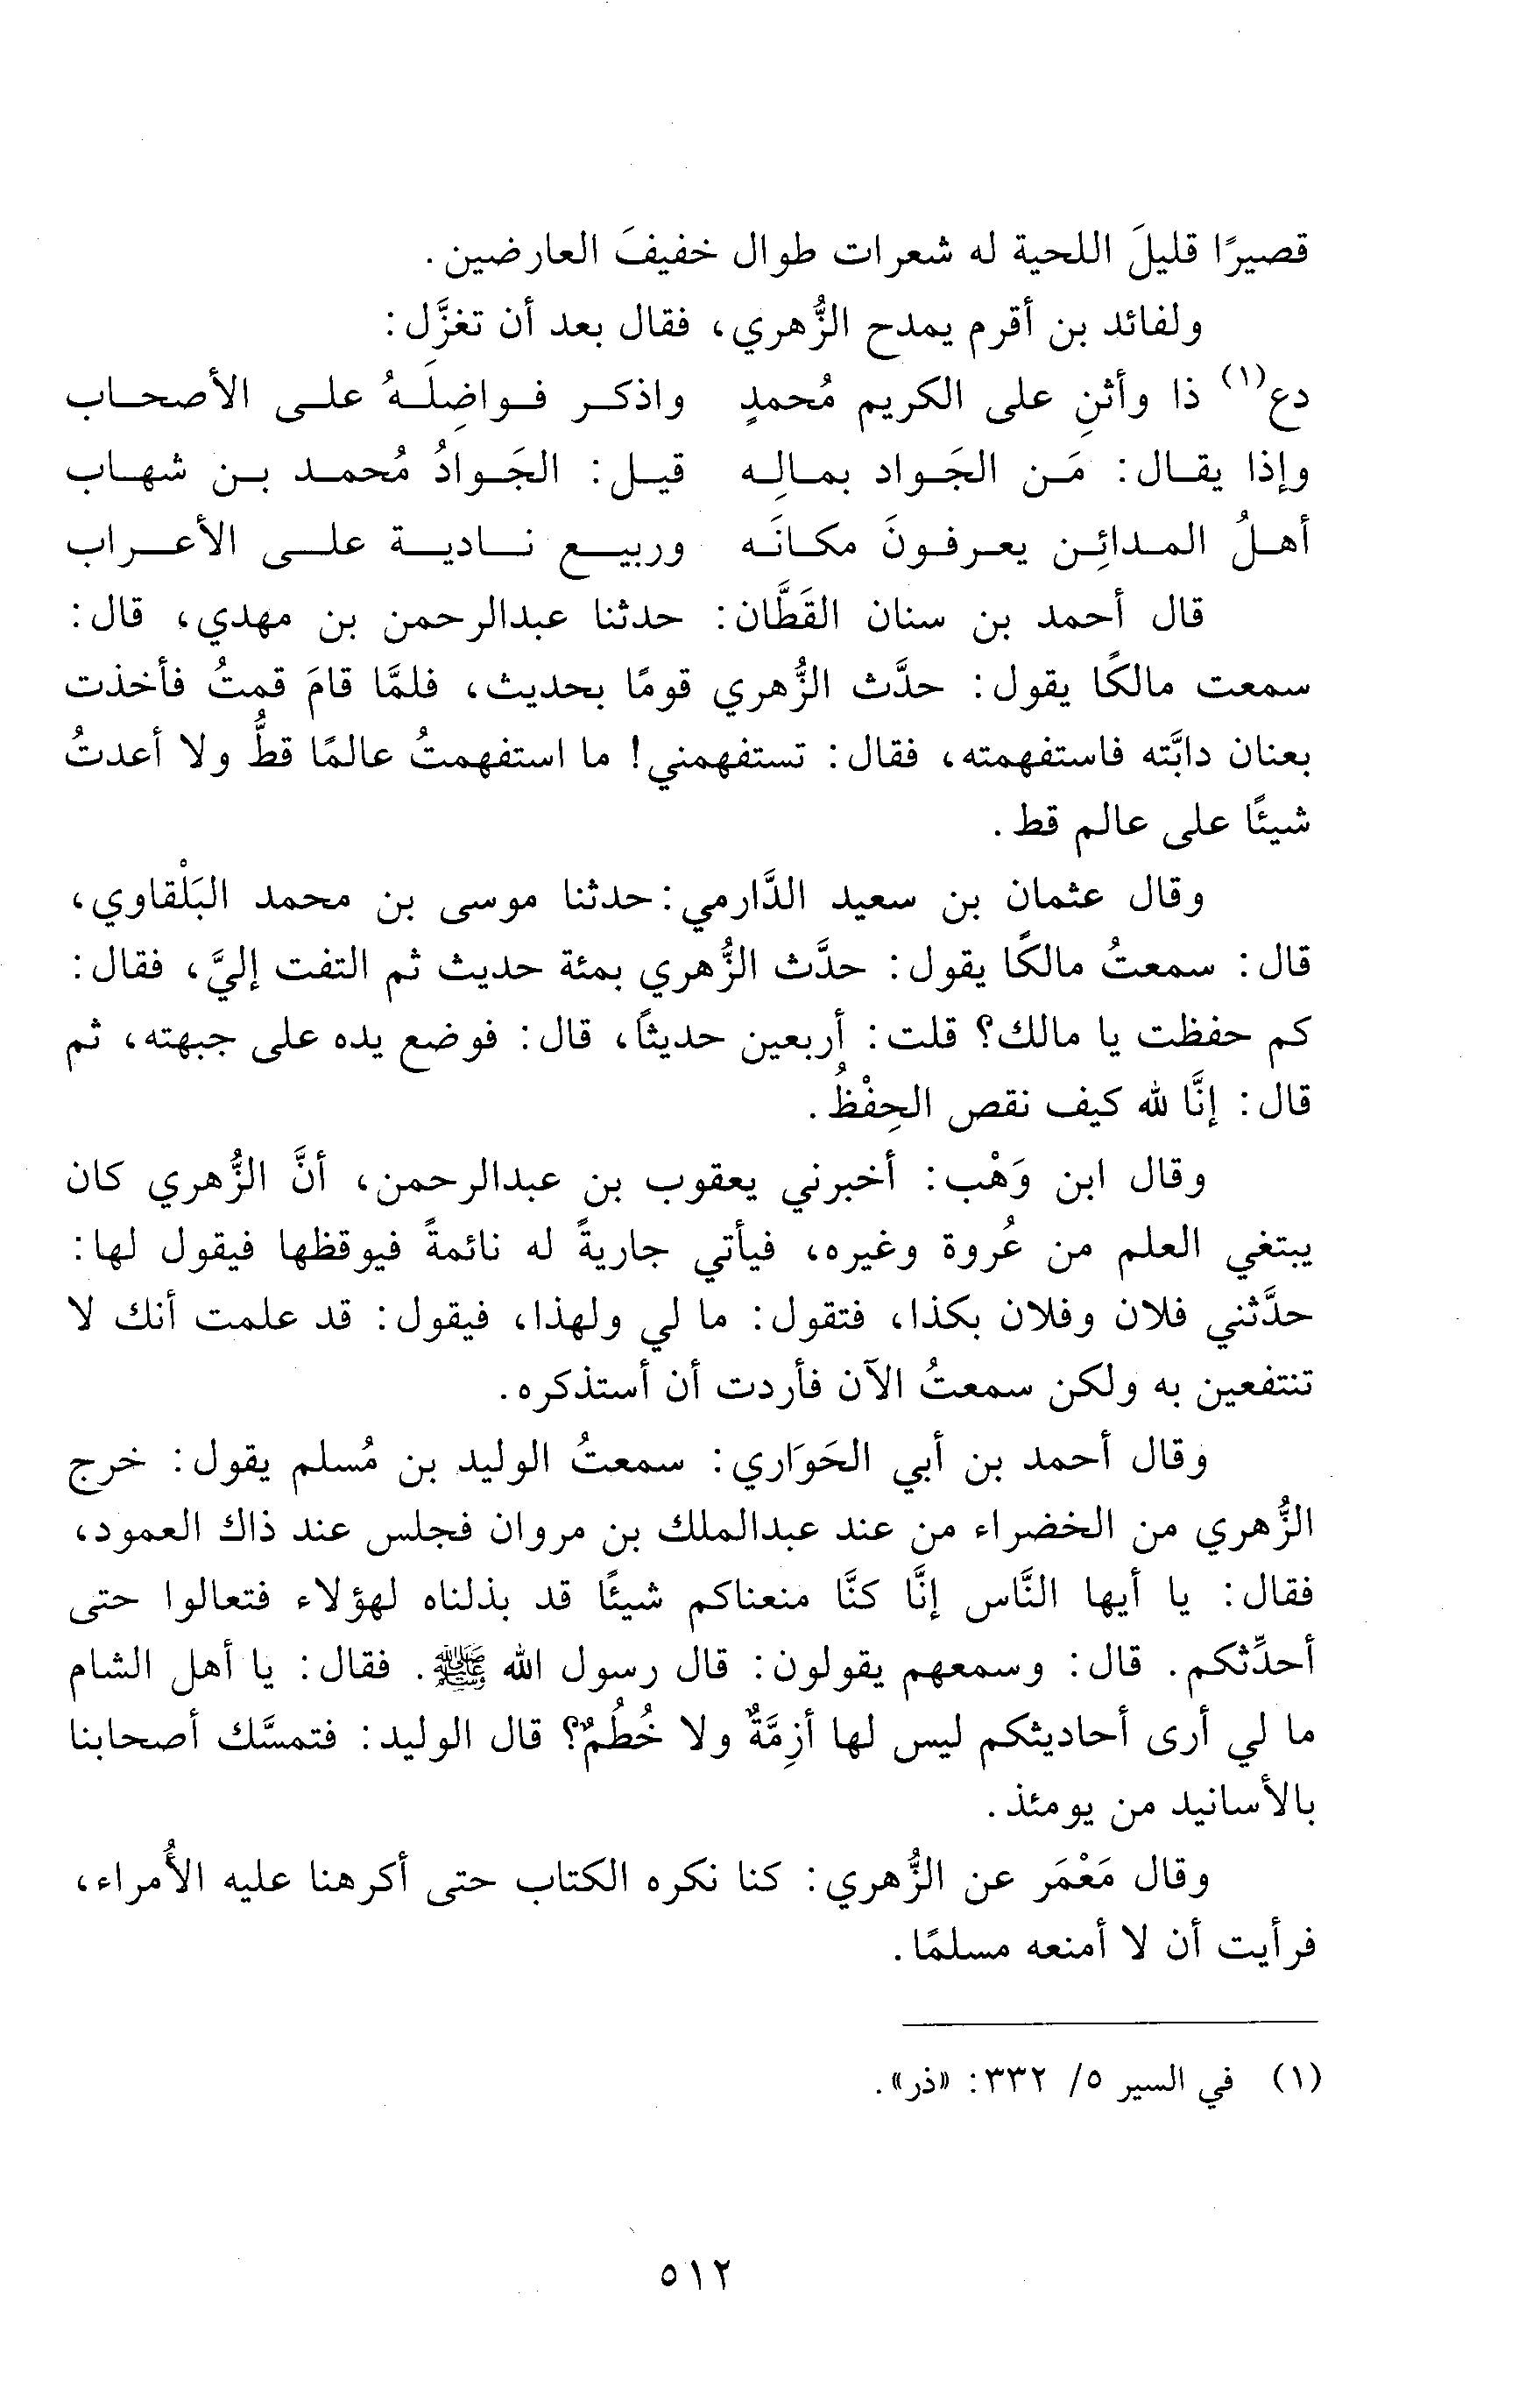 قصيرًا قليلَ اللحية له شعرات طوال خفيفَ العارضين.
ولفائد بن أقرم يمدح الزُّهري، فقال بعد أن تغزَّل:
دع(١) ذا وأثنِ على الكريم مُحمدٍ واذكر فواضِلَهُ على الأصحاب
وإذا يقال: مَن الجَواد بمالِه قيل: الجَوادُ مُحمد بن شهاب
أهلُ المدائِن يعرفونَ مكانَه وربيع نادية على الأعراب
قال أحمد بن سنان القَطَّان: حدثنا عبدالرحمن بن مهدي، قال:
سمعت مالكًا يقول: حدَّث الزُّهري قومًا بحديث، فلمَّا قامَ قمتُ فأخذت
بعنان دابَّته فاستفهمته، فقال: تستفهمني! ما استفهمتُ عالمًا قطُّ ولا أعدتُ
شيئًا على عالم قط.
وقال عثمان بن سعيد الدَّارمي: حدثنا موسى بن محمد البَلْقاوي،
قال: سمعتُ مالكًا يقول: حدَّث الزُّهري بمئة حديث ثم التفت إليَّ، فقال:
كم حفظت يا مالك؟ قلت: أربعين حديثًا، قال: فوضع يده على جبهته، ثم
قال: إنَّا لله كيف نقص الحِفْظُ.
وقال ابن وَهْب: أخبرني يعقوب بن عبدالرحمن، أنَّ الزُّهري كان
يبتغي العلم من عُروة وغيره، فيأتي جاريةً له نائمةً فيوقظها فيقول لها:
حدَّثني فلان وفلان بكذا، فتقول: ما لي ولهذا، فيقول: قد علمت أنك لا
تنتفعين به ولكن سمعتُ الآن فأردت أن أستذكره.
وقال أحمد بن أبي الحَوَاري: سمعتُ الوليد بن مُسلم يقول: خرج
الزُّهري من الخضراء من عند عبدالملك بن مروان فجلس عند ذاك العمود،
فقال: يا أيها النَّاس إنَّا كنَّا منعناكم شيئًا قد بذلناه لهؤلاء فتعالوا حتى
أحدِّثكم. قال: وسمعهم يقولون: قال رسول الله ﷺ. فقال: يا أهل الشام
ما لي أرى أحاديثكم ليس لها أزِمَّةٌ ولا خُطُمٌ؟ قال الوليد: فتمسَّك أصحابنا
بالأسانيد من يومئذ.
وقال مَعْمَر عن الزُّهري: كنا نكره الكتاب حتى أكرهنا عليه الأُمراء،
فرأيت أن لا أمنعه مسلمًا.
(١) في السير ٥/ ٣٣٢: «ذر».
٥١٢